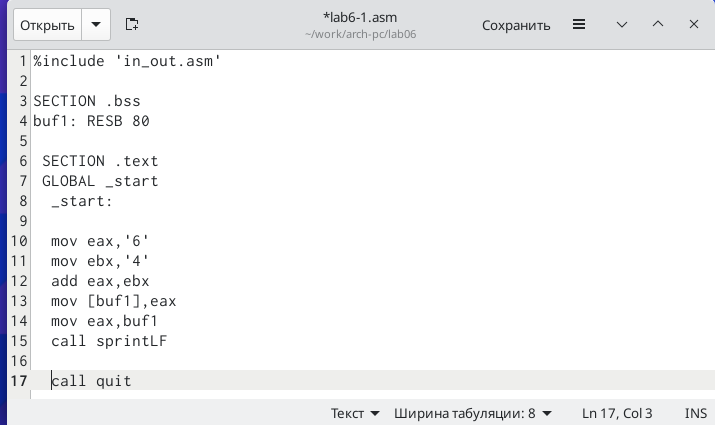 Открыть
*lab6-1.asm
~/work/arch-pc/lab06
Сохранить
1 %include 'in_out.asm'
2
3 SECTION .bss
4 buf1: RESB 80
5
6 SECTION .text
7 GLOBAL _start
8 _start:
9
10 mov eax,'6'
11 mov ebx,'4'
12 add eax,ebx
13 mov [buf1],eax
14 mov eax,buf1
15 call sprintLF
16
17 call quit
Текст Ширина табуляции: 8 Ln 17, Col 3 INS